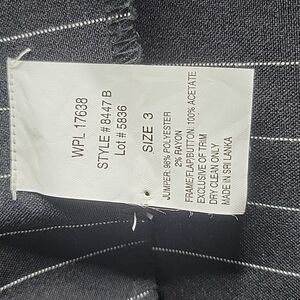 WPL 17638
STYLE # 8447 B
Lot # 5836
SIZE 3
JUMPER: 98% POLYESTER
2% RAYON
FRAME/FLAP/BUTTON: 100% ACETATE
EXCLUSIVE OF TRIM
DRY CLEAN ONLY
MADE IN SRI LANKA